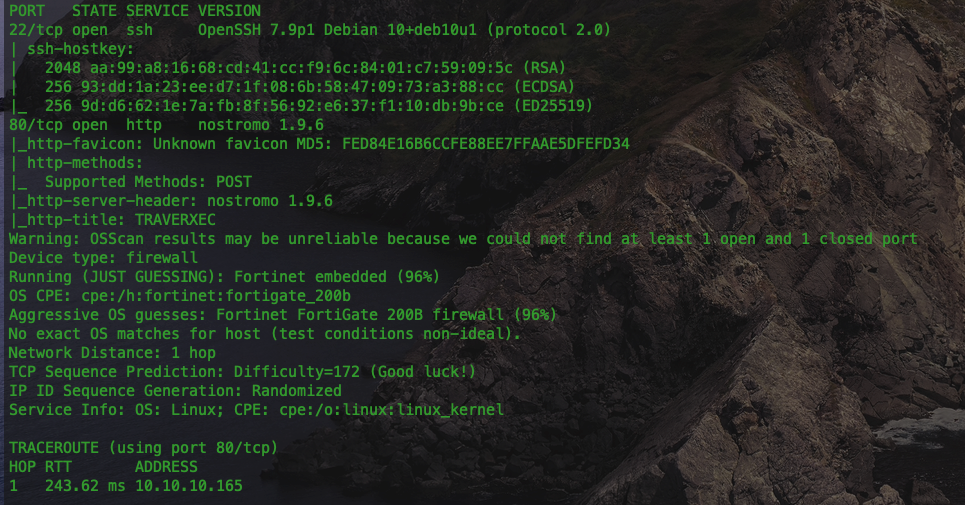 PORT   STATE SERVICE VERSION
22/tcp open  ssh     OpenSSH 7.9p1 Debian 10+deb10u1 (protocol 2.0)
| ssh-hostkey:
|   2048 aa:99:a8:16:68:cd:41:cc:f9:6c:84:01:c7:59:09:5c (RSA)
|   256 93:dd:1a:23:ee:d7:1f:08:6b:58:47:09:73:a3:88:cc (ECDSA)
|_  256 9d:d6:62:1e:7a:fb:8f:56:92:e6:37:f1:10:db:9b:ce (ED25519)
80/tcp open  http    nostromo 1.9.6
|_http-favicon: Unknown favicon MD5: FED84E16B6CCFE88EE7FFAAE5DFEFD34
| http-methods:
|_  Supported Methods: POST
|_http-server-header: nostromo 1.9.6
|_http-title: TRAVERXEC
Warning: OSScan results may be unreliable because we could not find at least 1 open and 1 closed port
Device type: firewall
Running (JUST GUESSING): Fortinet embedded (96%)
OS CPE: cpe:/h:fortinet:fortigate_200b
Aggressive OS guesses: Fortinet FortiGate 200B firewall (96%)
No exact OS matches for host (test conditions non-ideal).
Network Distance: 1 hop
TCP Sequence Prediction: Difficulty=172 (Good luck!)
IP ID Sequence Generation: Randomized
Service Info: OS: Linux; CPE: cpe:/o:linux:linux_kernel
TRACEROUTE (using port 80/tcp)
HOP RTT       ADDRESS
1   243.62 ms 10.10.10.165